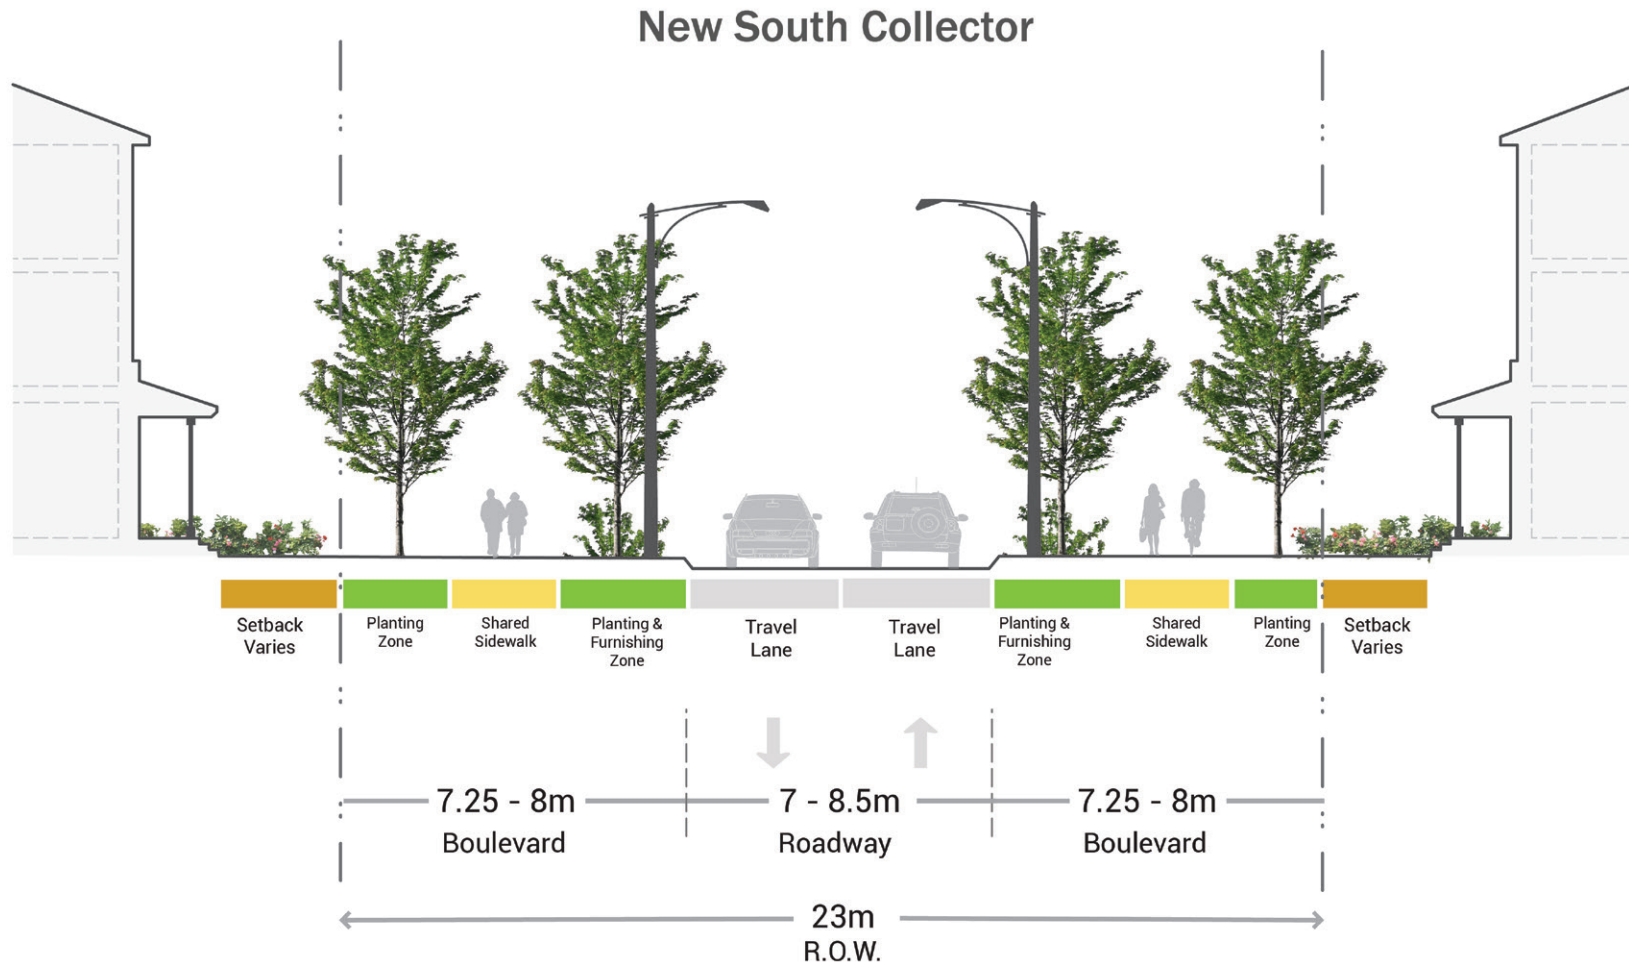 New South Collector
Setback
Varies
Planting
Zone
Shared
Sidewalk
Planting &
Furnishing
Zone
Travel
Lane
Travel
Lane
Planting &
Furnishing
Zone
Shared
Sidewalk
Planting
Zone
Setback
Varies
7.25 - 8m
Boulevard
7 - 8.5m
Roadway
7.25 - 8m
Boulevard
23m
R.O.W.